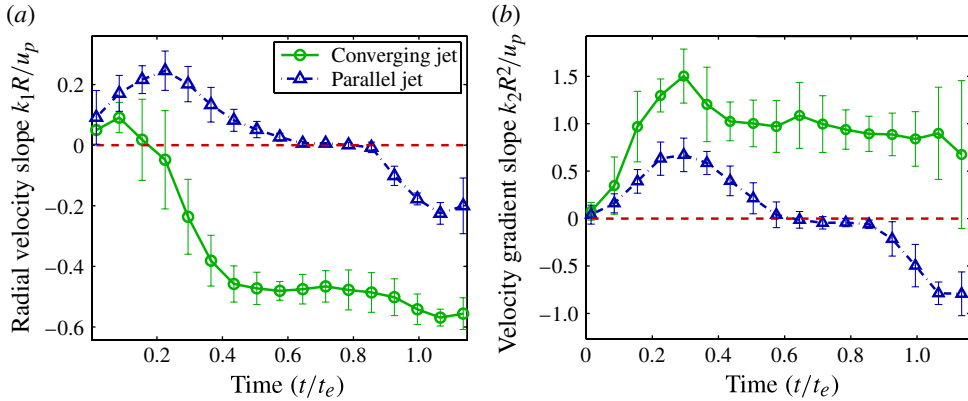 (a)
Radial velocity slope k₁R/uₚ
0.2
0
−0.2
−0.4
−0.6
Converging jet
Parallel jet
0.2 0.4 0.6 0.8 1.0
Time (t/tₑ)
(b)
Velocity gradient slope k₂R²/uₚ
1.5
1.0
0.5
0
−0.5
−1.0
0 0.2 0.4 0.6 0.8 1.0
Time (t/tₑ)